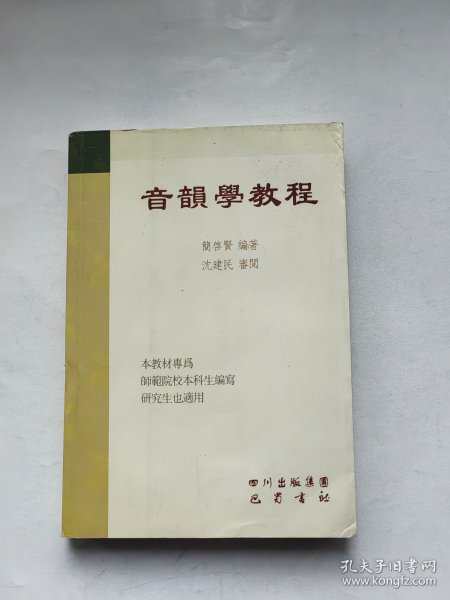 音韻學教程
簡啓賢 編著
沈建民 審閱
本教材專爲
師範院校本科生編寫
研究生也適用
四川出版集團
巴蜀書社
孔夫子旧书网
www.kongfz.com